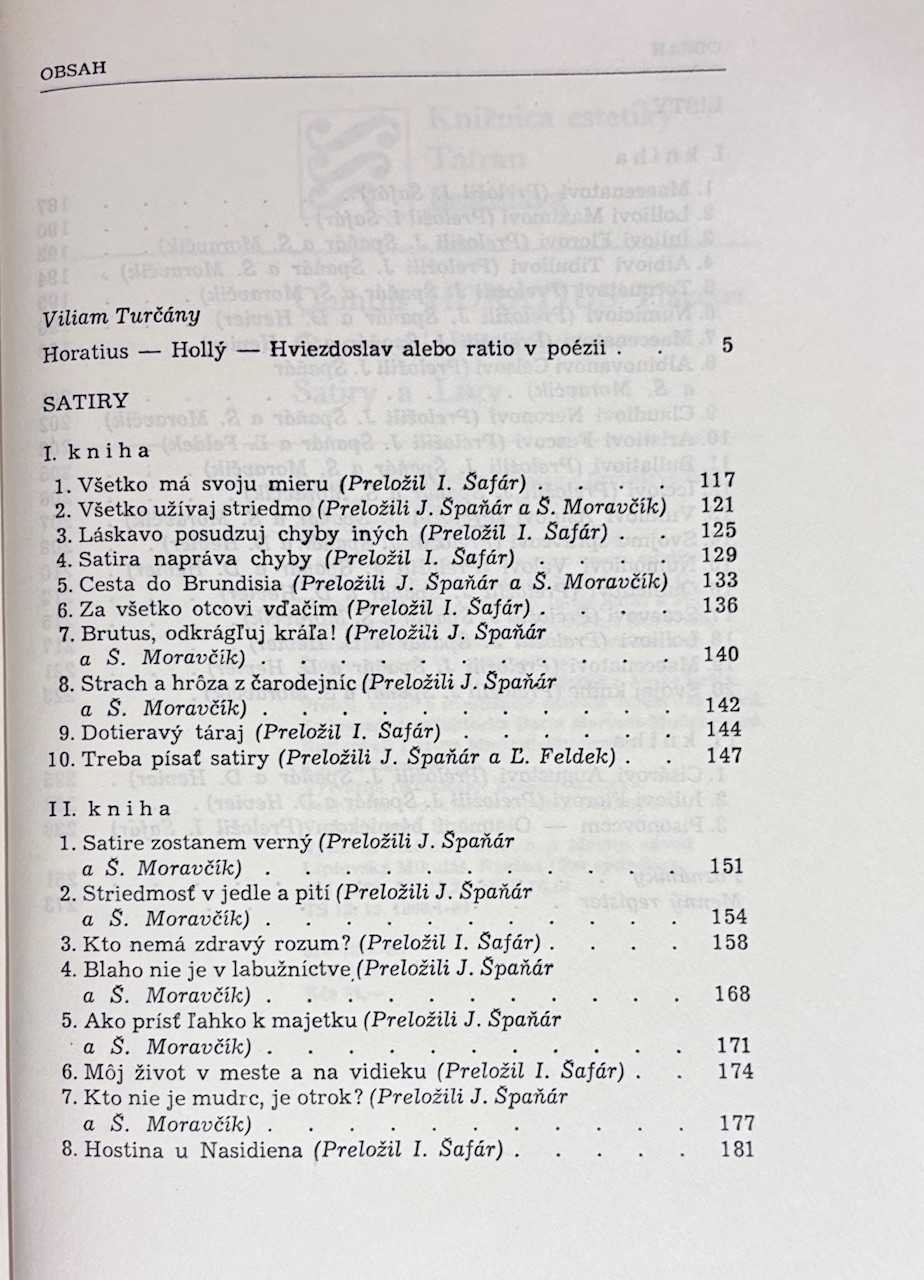 OBSAH
Viliam Turčány
Horatius — Hollý — Hviezdoslav alebo ratio v poézii . . 5
SATIRY
I. kniha
1. Všetko má svoju mieru (Preložil I. Šafár) . . . . 117
2. Všetko užívaj striedmo (Preložili J. Špaňár a Š. Moravčík) 121
3. Láskavo posudzuj chyby iných (Preložil I. Šafár) . . 125
4. Satira napráva chyby (Preložil I. Šafár) . . . . 129
5. Cesta do Brundisia (Preložili J. Špaňár a Š. Moravčík) 133
6. Za všetko otcovi vďačím (Preložil I. Šafár) . . . . 136
7. Brutus, odkrágľuj kráľa! (Preložili J. Špaňár
a Š. Moravčík) . . . . . . . . . . . 140
8. Strach a hrôza z čarodejníc (Preložili J. Špaňár
a Š. Moravčík) . . . . . . . . . . . 142
9. Dotieravý táraj (Preložil I. Šafár) . . . . . . 144
10. Treba písať satiry (Preložili J. Špaňár a Ľ. Feldek) . . 147
II. kniha
1. Satire zostanem verný (Preložili J. Špaňár
a Š. Moravčík) . . . . . . . . . . . 151
2. Striedmosť v jedle a pití (Preložili J. Špaňár
a Š. Moravčík) . . . . . . . . . . . 154
3. Kto nemá zdravý rozum? (Preložil I. Šafár) . . . . 158
4. Blaho nie je v labužníctve (Preložili J. Špaňár
a Š. Moravčík) . . . . . . . . . . . 168
5. Ako prísť ľahko k majetku (Preložili J. Špaňár
a Š. Moravčík) . . . . . . . . . . . 171
6. Môj život v meste a na vidieku (Preložil I. Šafár) . . 174
7. Kto nie je mudrc, je otrok? (Preložili J. Špaňár
a Š. Moravčík) . . . . . . . . . . . 177
8. Hostina u Nasidiena (Preložil I. Šafár) . . . . . 181